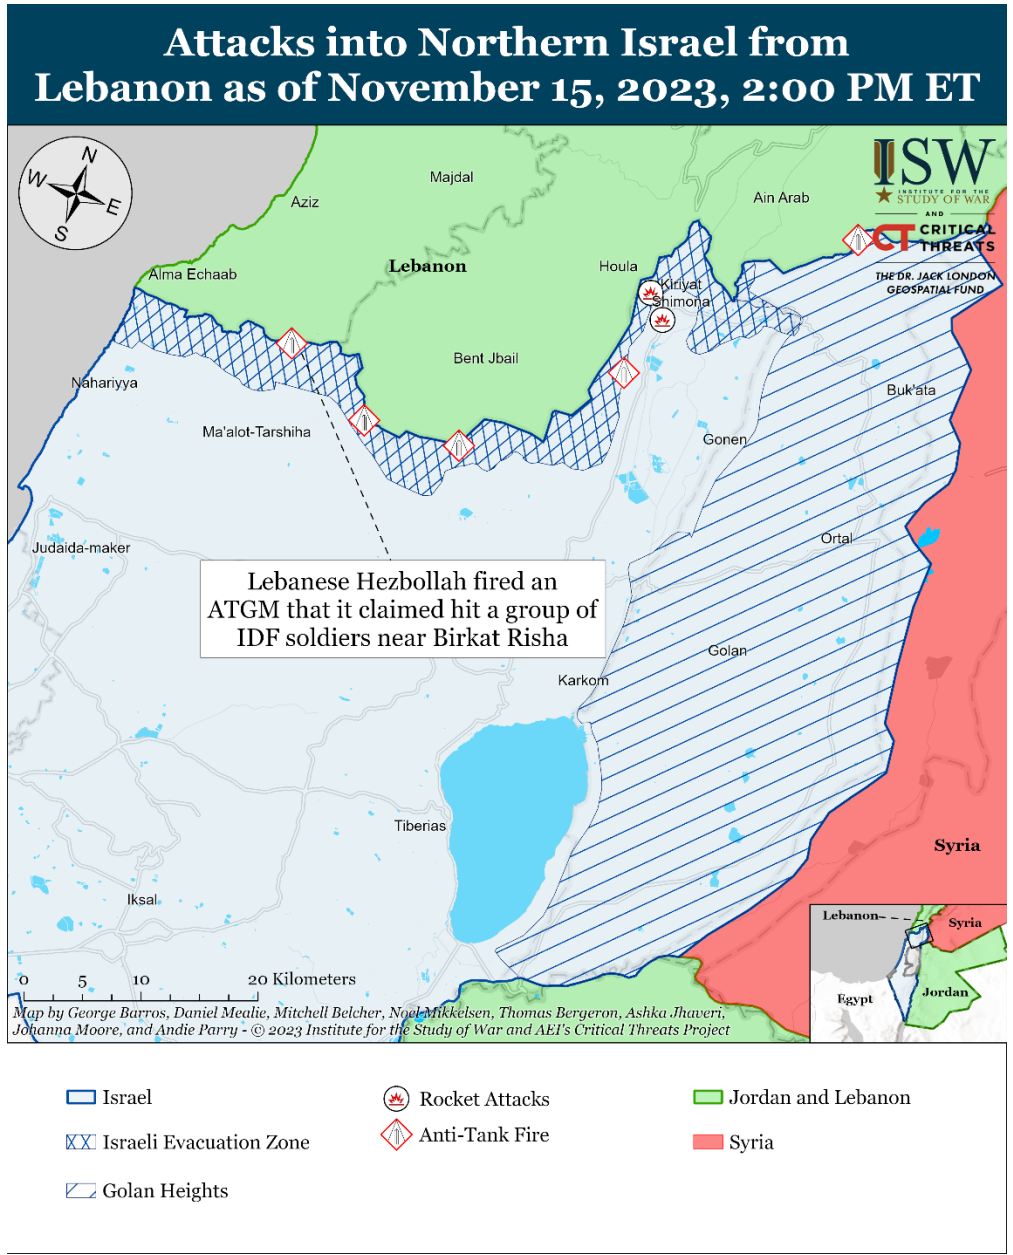 Attacks into Northern Israel from
Lebanon as of November 15, 2023, 2:00 PM ET
N
W
E
S
ISW
INSTITUTE FOR THE
STUDY OF WAR
AND
CT CRITICAL
THREATS
THE DR. JACK LONDON
GEOSPATIAL FUND
Majdal
Aziz
Ain Arab
Lebanon
Houla
Alma Echaab
Kiriyat
Shimona
Bent Jbail
Nahariyya
Buk'ata
Ma'alot-Tarshiha
Gonen
Ortal
Judaida-maker
Lebanese Hezbollah fired an
ATGM that it claimed hit a group of
IDF soldiers near Birkat Risha
Golan
Karkom
Tiberias
Syria
Iksal
Lebanon
Syria
Egypt
Jordan
0 5 10 20 Kilometers
Map by George Barros, Daniel Mealie, Mitchell Belcher, Noel Mikkelsen, Thomas Bergeron, Ashka Jhaveri,
Johanna Moore, and Andie Parry - © 2023 Institute for the Study of War and AEI's Critical Threats Project
Israel
Rocket Attacks
Jordan and Lebanon
Israeli Evacuation Zone
Anti-Tank Fire
Syria
Golan Heights